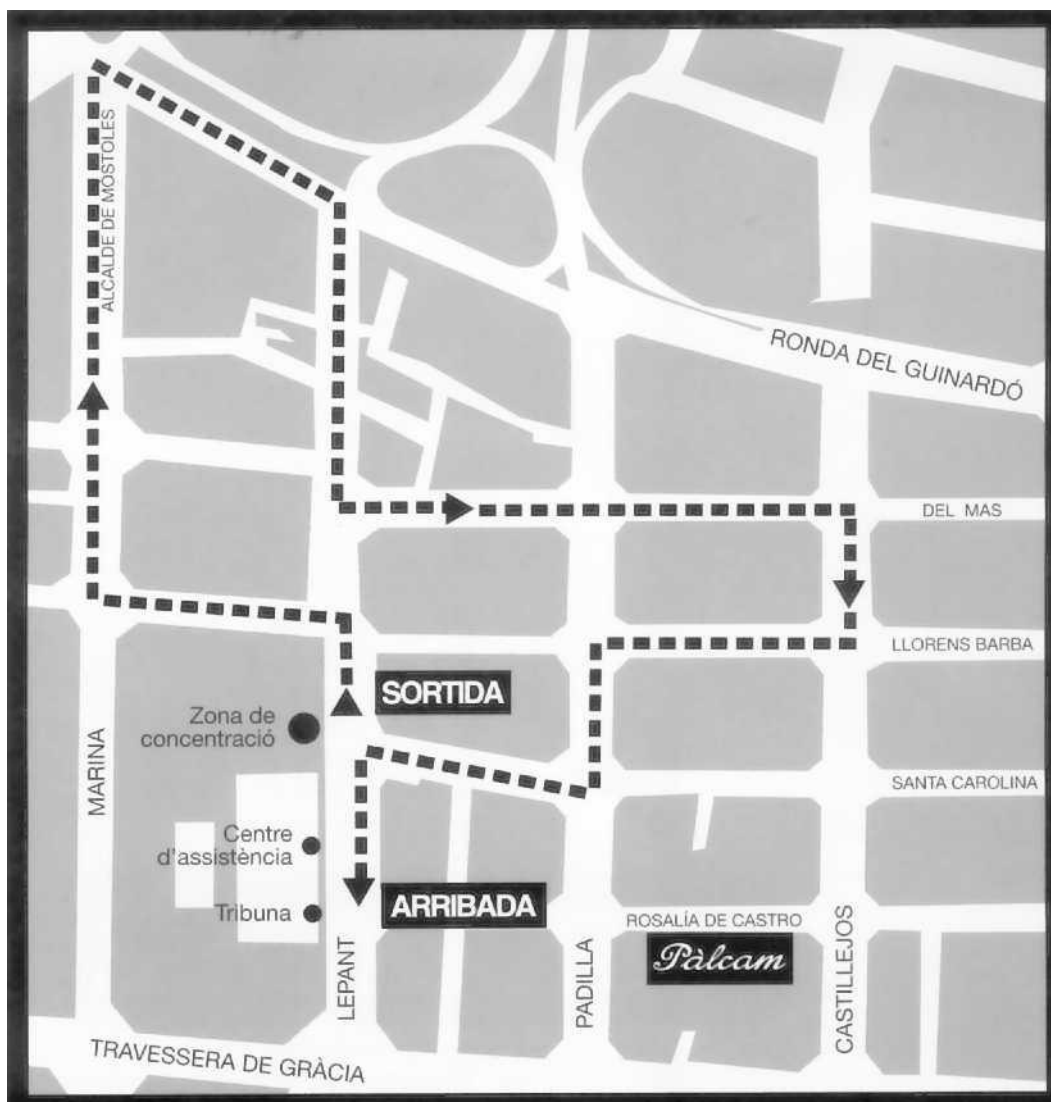 ALCALDE DE MOSTOLES
RONDA DEL GUINARDÓ
DEL MAS
LLORENS BARBA
SORTIDA
Zona de
concentració
MARINA
SANTA CAROLINA
Centre
d'assistència
ARRIBADA
Tribuna
ROSALÍA DE CASTRO
Pàlcam
LEPANT
PADILLA
CASTILLEJOS
TRAVESSERA DE GRÀCIA